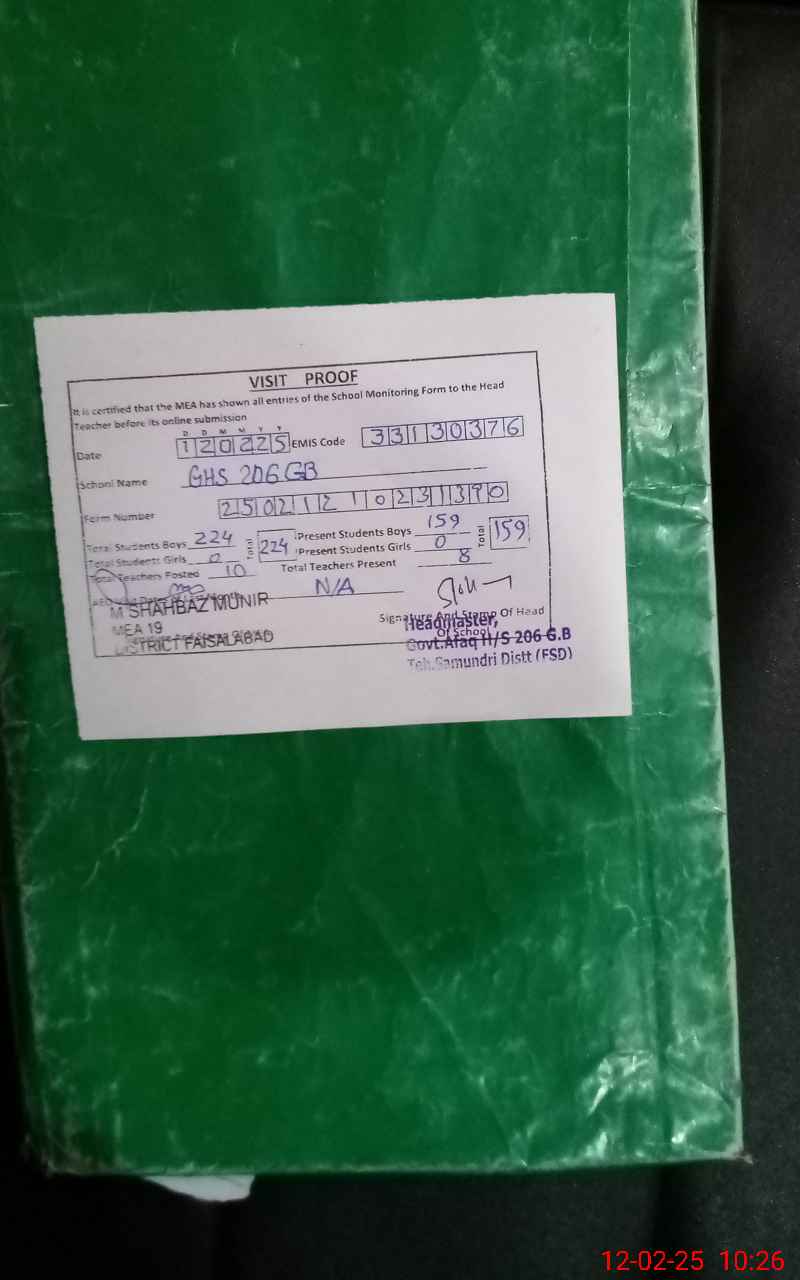 VISIT PROOF
It is certified that the MEA has shown all entries of the School Monitoring Form to the Head
Teacher before its online submission
D D M M Y Y
Date 120225 EMIS Code 33130376
School Name GHS 206 GB
Form Number
Total Students Boys 224 Total 224 Present Students Boys 159 Total 159
Total Students Girls 0 Present Students Girls 0
Total Teachers Posted 10 Total Teachers Present 8
N/A
M SHAHBAZ MUNIR
MEA 19
DISTRICT FAISALABAD
Signature And Stamp Of Head
Of School
Headmaster,
Govt.Afaq H/S 206 G.B
Teh.Samundri Distt (FSD)
12-02-25 10:26